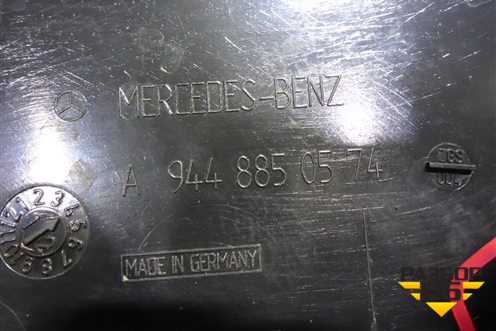 MERCEDES-BENZ
A 944 885 05 74
MADE IN GERMANY